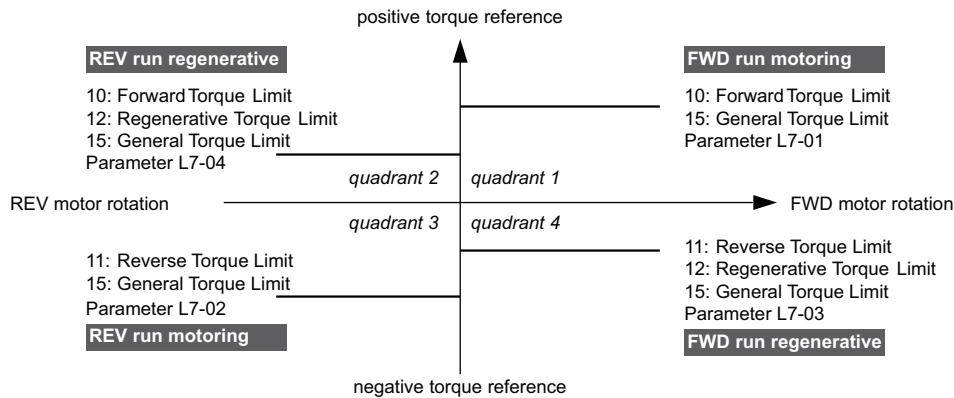 positive torque reference
REV run regenerative
10: Forward Torque Limit
12: Regenerative Torque Limit
15: General Torque Limit
Parameter L7-04
FWD run motoring
10: Forward Torque Limit
15: General Torque Limit
Parameter L7-01
quadrant 2
quadrant 1
REV motor rotation
FWD motor rotation
quadrant 3
quadrant 4
11: Reverse Torque Limit
15: General Torque Limit
Parameter L7-02
REV run motoring
11: Reverse Torque Limit
12: Regenerative Torque Limit
15: General Torque Limit
Parameter L7-03
FWD run regenerative
negative torque reference